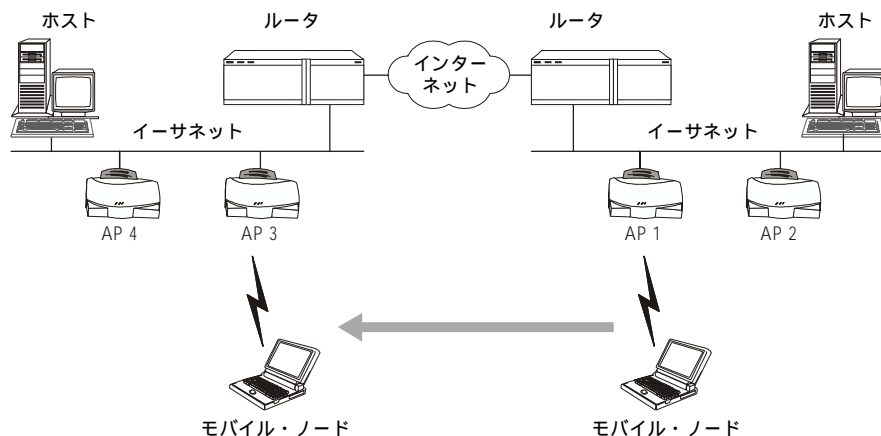 ホスト
ルータ
ルータ
ホスト
インター
ネット
イーサネット
イーサネット
AP 4
AP 3
AP 1
AP 2
モバイル・ノード
モバイル・ノード